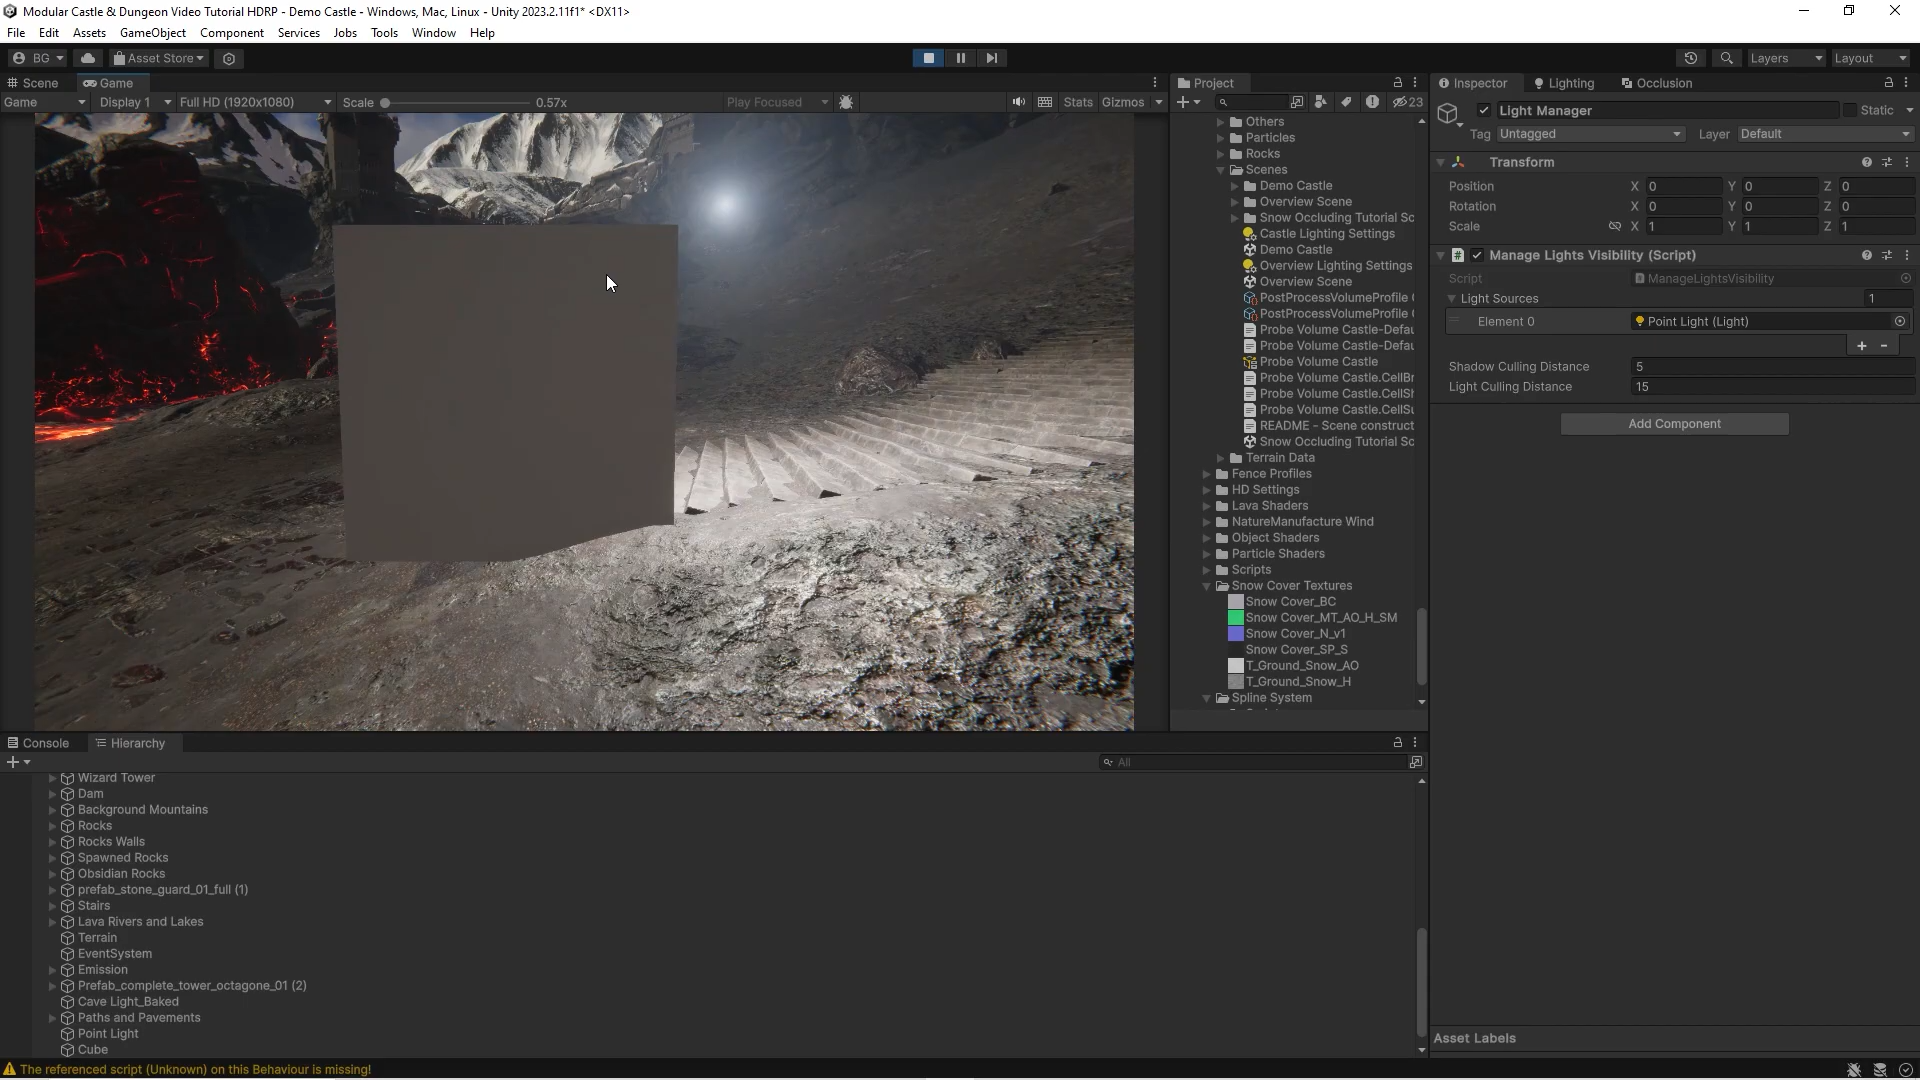 Modular Castle & Dungeon Video Tutorial HDRP - Demo Castle - Windows, Mac, Linux - Unity 2023.2.11f1* <DX11>
File Edit Assets GameObject Component Services Jobs Tools Window Help
BG Asset Store Layers Layout
Scene Game
Game Display 1 Full HD (1920x1080) Scale 0.57x Play Focused Stats Gizmos
Project
23
Others
Particles
Rocks
Scenes
Demo Castle
Overview Scene
Snow Occluding Tutorial Sc
Castle Lighting Settings
Demo Castle
Overview Lighting Settings
Overview Scene
PostProcessVolumeProfile (
PostProcessVolumeProfile (
Probe Volume Castle-Defau
Probe Volume Castle-Defau
Probe Volume Castle
Probe Volume Castle.CellBr
Probe Volume Castle.CellSh
Probe Volume Castle.CellSu
README - Scene construct
Snow Occluding Tutorial Sc
Terrain Data
Fence Profiles
HD Settings
Lava Shaders
NatureManufacture Wind
Object Shaders
Particle Shaders
Scripts
Snow Cover Textures
Snow Cover_BC
Snow Cover_MT_AO_H_SM
Snow Cover_N_v1
Snow Cover_SP_S
T_Ground_Snow_AO
T_Ground_Snow_H
Spline System
Inspector Lighting Occlusion
Light Manager Static
Tag Untagged Layer Default
Transform
Position X 0 Y 0 Z 0
Rotation X 0 Y 0 Z 0
Scale X 1 Y 1 Z 1
# Manage Lights Visibility (Script)
Script ManageLightsVisibility
Light Sources 1
Element 0 Point Light (Light)
Shadow Culling Distance 5
Light Culling Distance 15
Add Component
Asset Labels
Console Hierarchy
All
Wizard Tower
Dam
Background Mountains
Rocks
Rocks Walls
Spawned Rocks
Obsidian Rocks
prefab_stone_guard_01_full (1)
Stairs
Lava Rivers and Lakes
Terrain
EventSystem
Emission
Prefab_complete_tower_octagone_01 (2)
Cave Light_Baked
Paths and Pavements
Point Light
Cube
The referenced script (Unknown) on this Behaviour is missing!